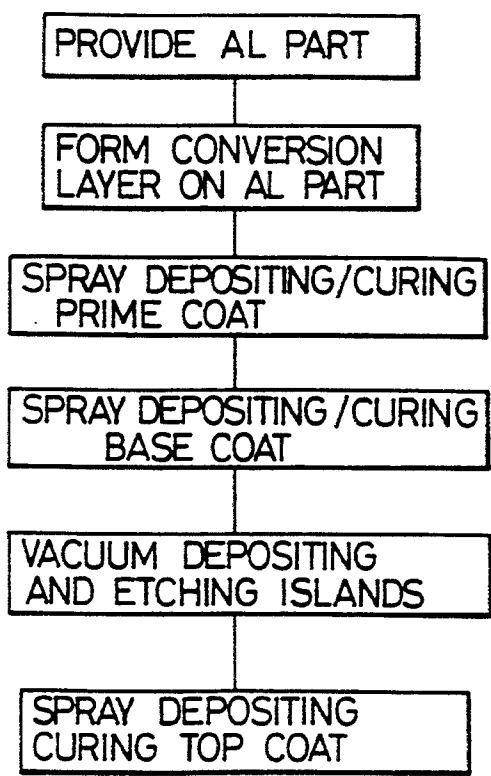 PROVIDE AL PART
FORM CONVERSION
LAYER ON AL PART
SPRAY DEPOSITING/CURING
PRIME COAT
SPRAY DEPOSITING/CURING
BASE COAT
VACUUM DEPOSITING
AND ETCHING ISLANDS
SPRAY DEPOSITING
CURING TOP COAT